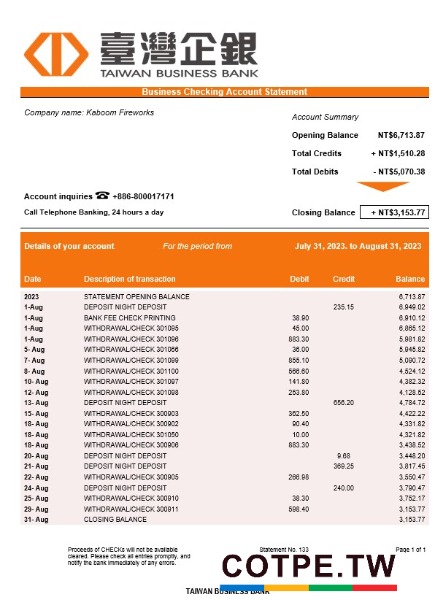 臺灣企銀
TAIWAN BUSINESS BANK
Business Checking Account Statement
Company name: Kaboom Fireworks
Account Summary
Opening Balance NT$6,713.87
Total Credits + NT$1,510.28
Total Debits - NT$5,070.38
Account inquiries ☎ +886-800017171
Call Telephone Banking, 24 hours a day
Closing Balance + NT$3,153.77
Details of your account For the period from July 31, 2023. to August 31, 2023
Date Description of transaction Debit Credit Balance
2023 STATEMENT OPENING BALANCE 6,713.87
1-Aug DEPOSIT NIGHT DEPOSIT 235.15 6,949.02
1-Aug BANK FEE CHECK PRINTING 38.90 6,910.12
1-Aug WITHDRAWAL/CHECK 301095 45.00 6,865.12
1-Aug WITHDRAWAL/CHECK 301096 883.30 5,981.82
5- Aug WITHDRAWAL/CHECK 301066 36.00 5,945.82
7- Aug WITHDRAWAL/CHECK 301099 855.10 5,090.72
8- Aug WITHDRAWAL/CHECK 301100 566.60 4,524.12
10- Aug WITHDRAWAL/CHECK 301097 141.80 4,382.32
12- Aug WITHDRAWAL/CHECK 301098 253.80 4,128.52
13- Aug DEPOSIT NIGHT DEPOSIT 656.20 4,784.72
15- Aug WITHDRAWAL/CHECK 300903 362.50 4,422.22
18- Aug WITHDRAWAL/CHECK 300902 90.40 4,331.82
18- Aug WITHDRAWAL/CHECK 301050 10.00 4,321.82
18- Aug WITHDRAWAL/CHECK 300906 883.30 3,438.52
20- Aug DEPOSIT NIGHT DEPOSIT 9.68 3,448.20
21- Aug DEPOSIT NIGHT DEPOSIT 369.25 3,817.45
22- Aug WITHDRAWAL/CHECK 300905 266.98 3,550.47
24- Aug DEPOSIT NIGHT DEPOSIT 240.00 3,790.47
25- Aug WITHDRAWAL/CHECK 300910 38.30 3,752.17
29- Aug WITHDRAWAL/CHECK 300911 598.40 3,153.77
31- Aug CLOSING BALANCE 3,153.77
Proceeds of CHECKs will not be available Statement No. 133 Page 1 of 1
cleared. Please check all entries promptly, and
notify the bank immediately of any errors.
COTPE.TW
TAIWAN BUSINESS BANK